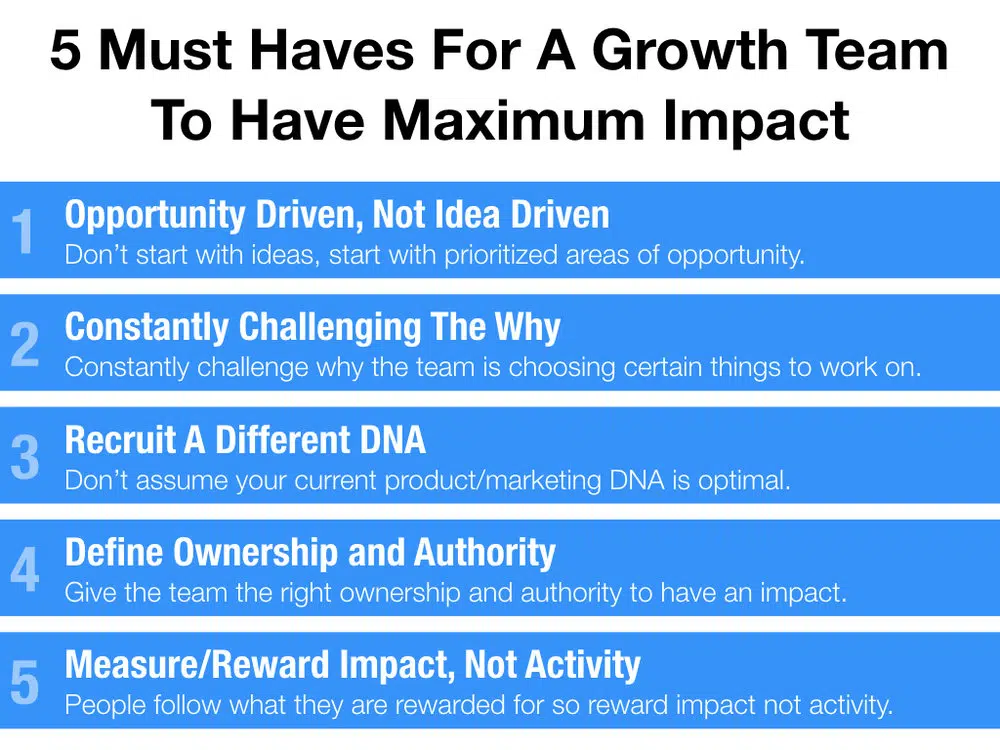 5 Must Haves For A Growth Team
To Have Maximum Impact
1
Opportunity Driven, Not Idea Driven
Don’t start with ideas, start with prioritized areas of opportunity.
2
Constantly Challenging The Why
Constantly challenge why the team is choosing certain things to work on.
3
Recruit A Different DNA
Don’t assume your current product/marketing DNA is optimal.
4
Define Ownership and Authority
Give the team the right ownership and authority to have an impact.
5
Measure/Reward Impact, Not Activity
People follow what they are rewarded for so reward impact not activity.